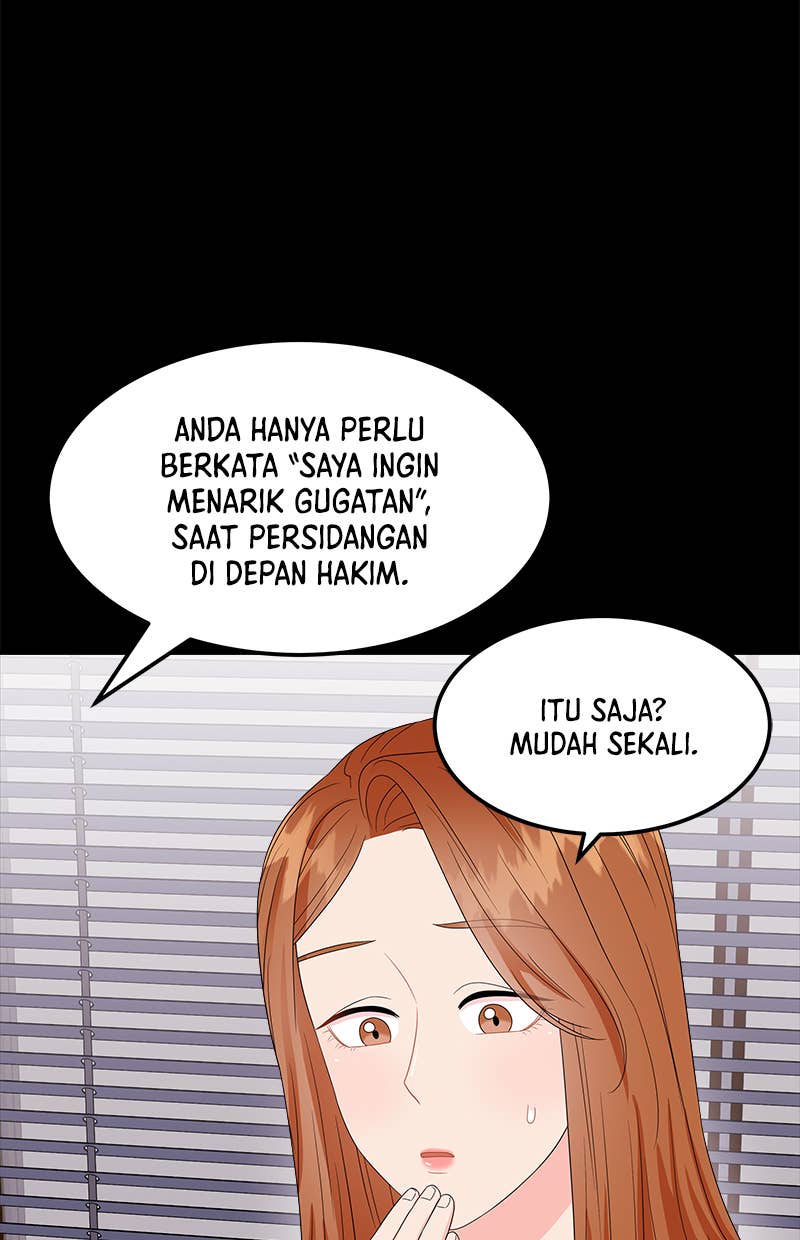 ANDA HANYA PERLU
BERKATA “SAYA INGIN
MENARIK GUGATAN”,
SAAT PERSIDANGAN
DI DEPAN HAKIM.
ITU SAJA?
MUDAH SEKALI.